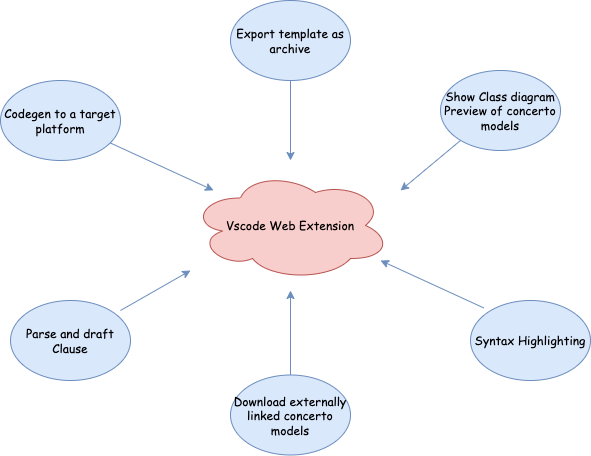 Export template as
archive
Codegen to a target
platform
Show Class diagram
Preview of concerto
models
Vscode Web Extension
Parse and draft
Clause
Syntax Highlighting
Download externally
linked concerto
models